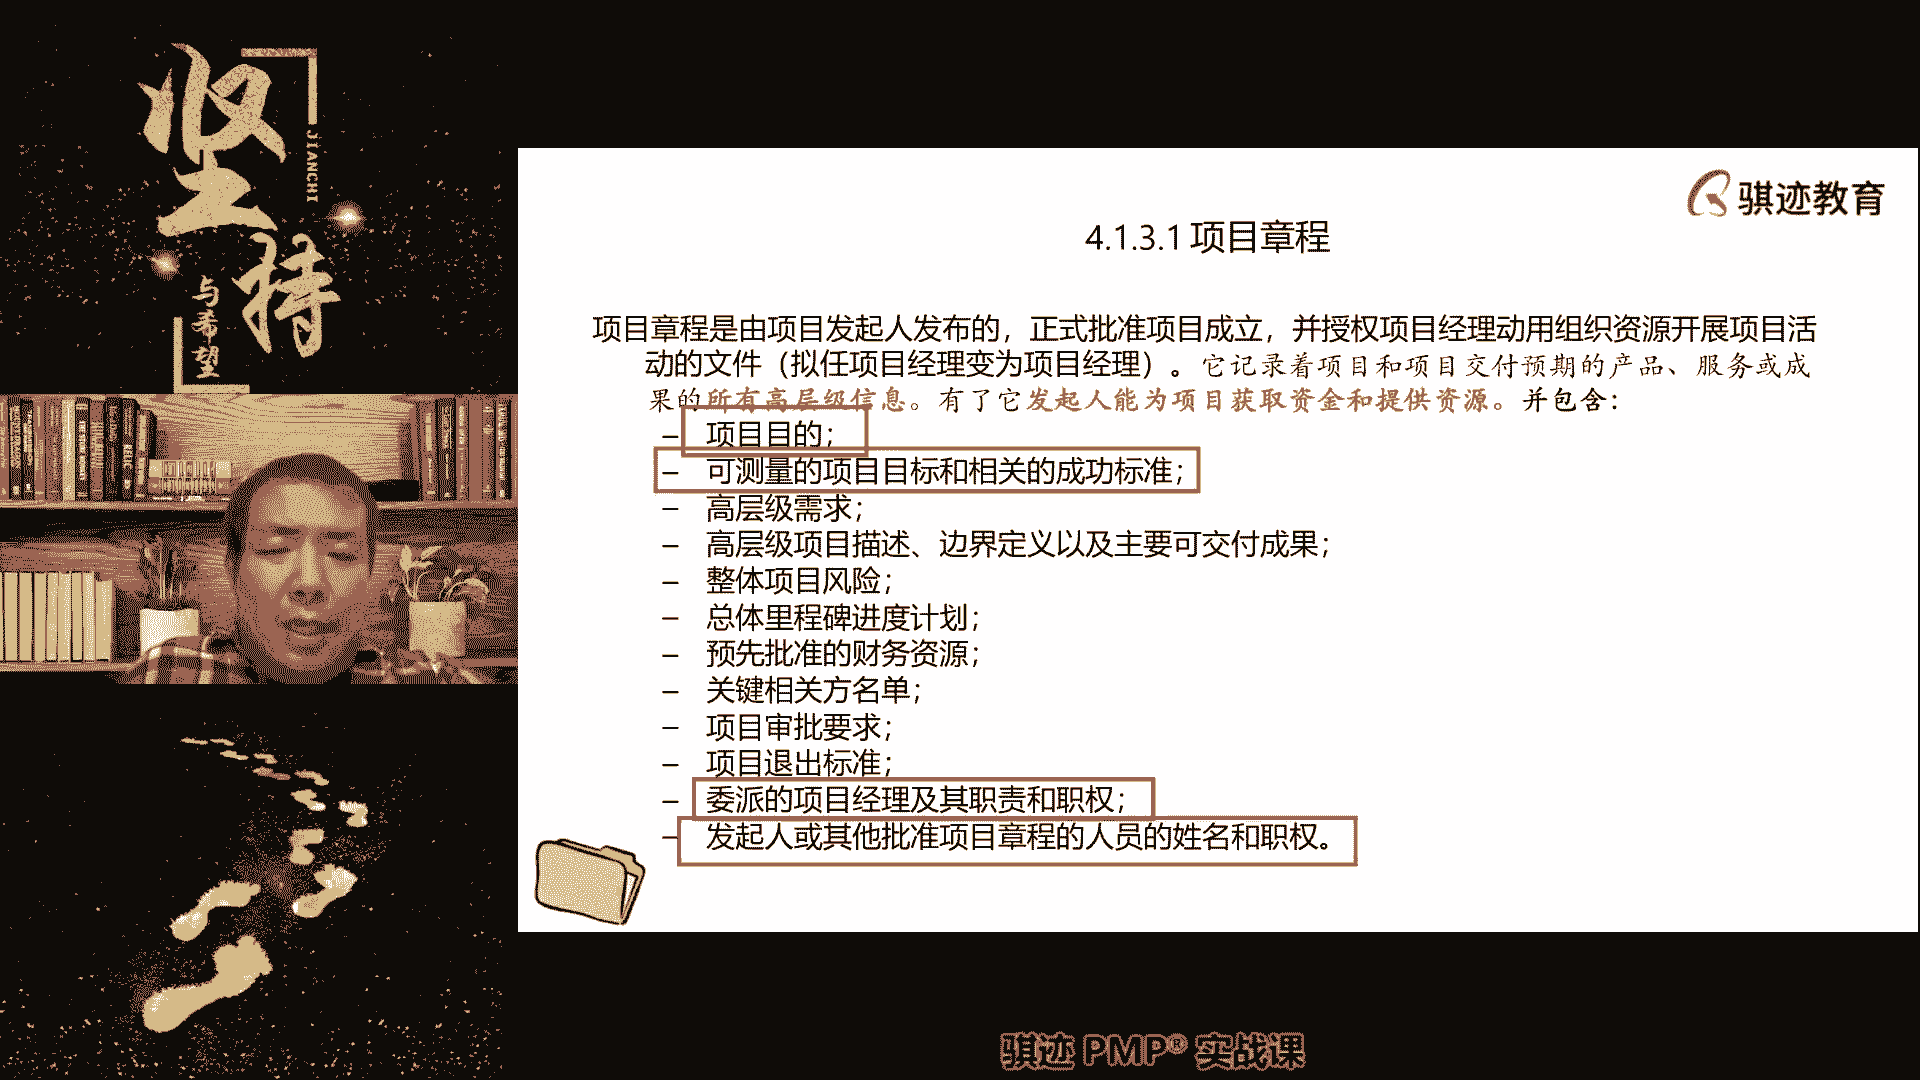 坚持
JIANCHI
与希望
骐迹教育
4.1.3.1 项目章程
项目章程是由项目发起人发布的，正式批准项目成立，并授权项目经理动用组织资源开展项目活
动的文件（拟任项目经理变为项目经理）。它记录着项目和项目交付预期的产品、服务或成
果的所有高层级信息。有了它发起人能为项目获取资金和提供资源。并包含：
– 项目目的；
– 可测量的项目目标和相关的成功标准；
– 高层级需求；
– 高层级项目描述、边界定义以及主要可交付成果；
– 整体项目风险；
– 总体里程碑进度计划；
– 预先批准的财务资源；
– 关键相关方名单；
– 项目审批要求；
– 项目退出标准；
– 委派的项目经理及其职责和职权；
– 发起人或其他批准项目章程的人员的姓名和职权。
骐迹 PMP® 实战课